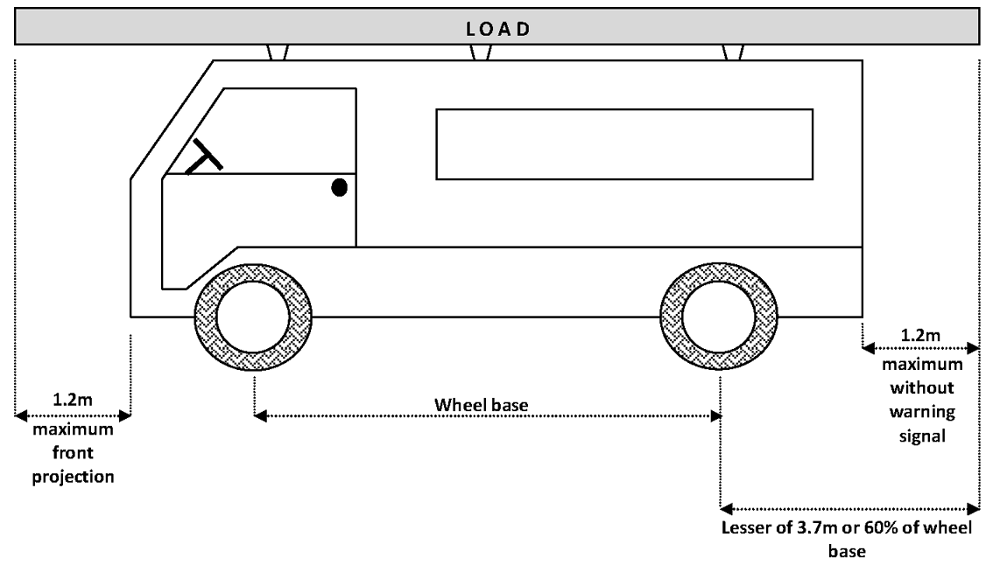 LOAD
1.2m
maximum
without
warning
signal
1.2m
maximum
front
projection
Wheel base
Lesser of 3.7m or 60% of wheel
base